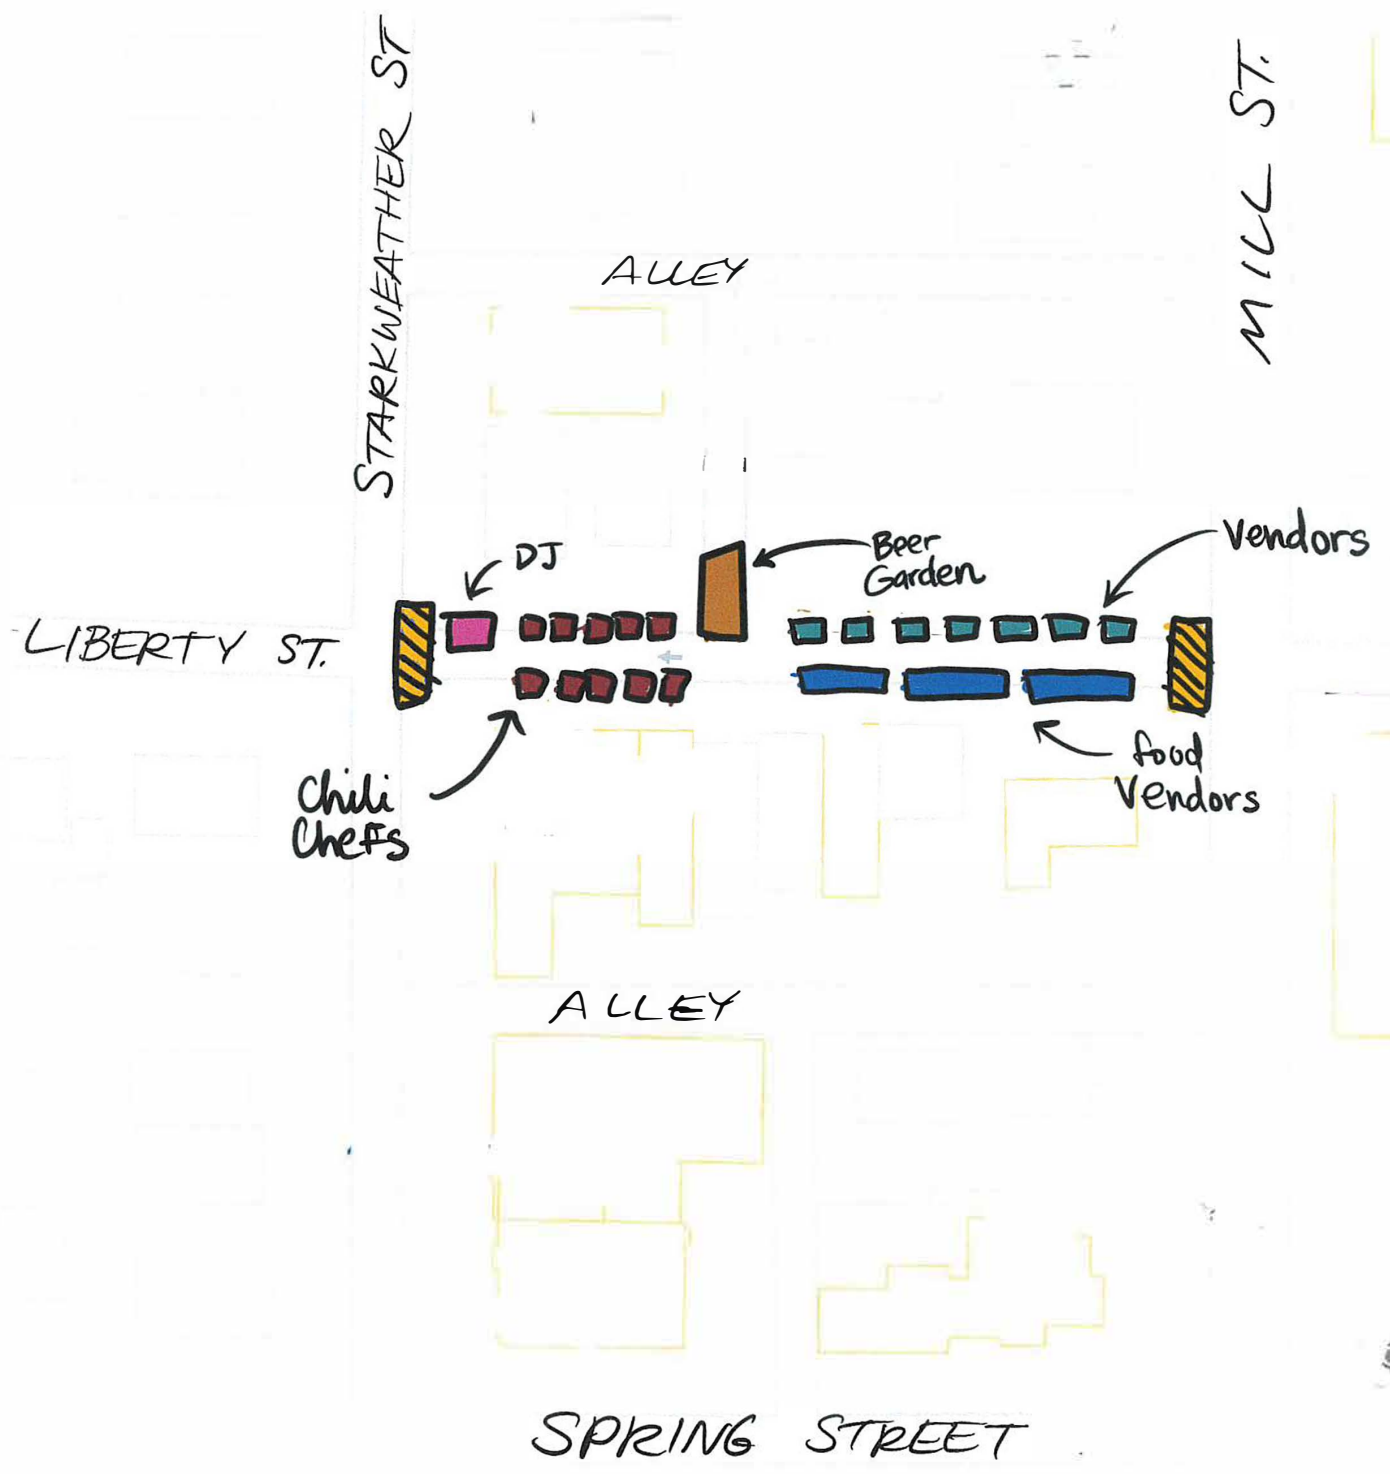 STARKWEATHER ST
MILL ST.
ALLEY
DJ
Beer
Garden
Vendors
LIBERTY ST.
Chili
Chefs
food
Vendors
ALLEY
SPRING STREET